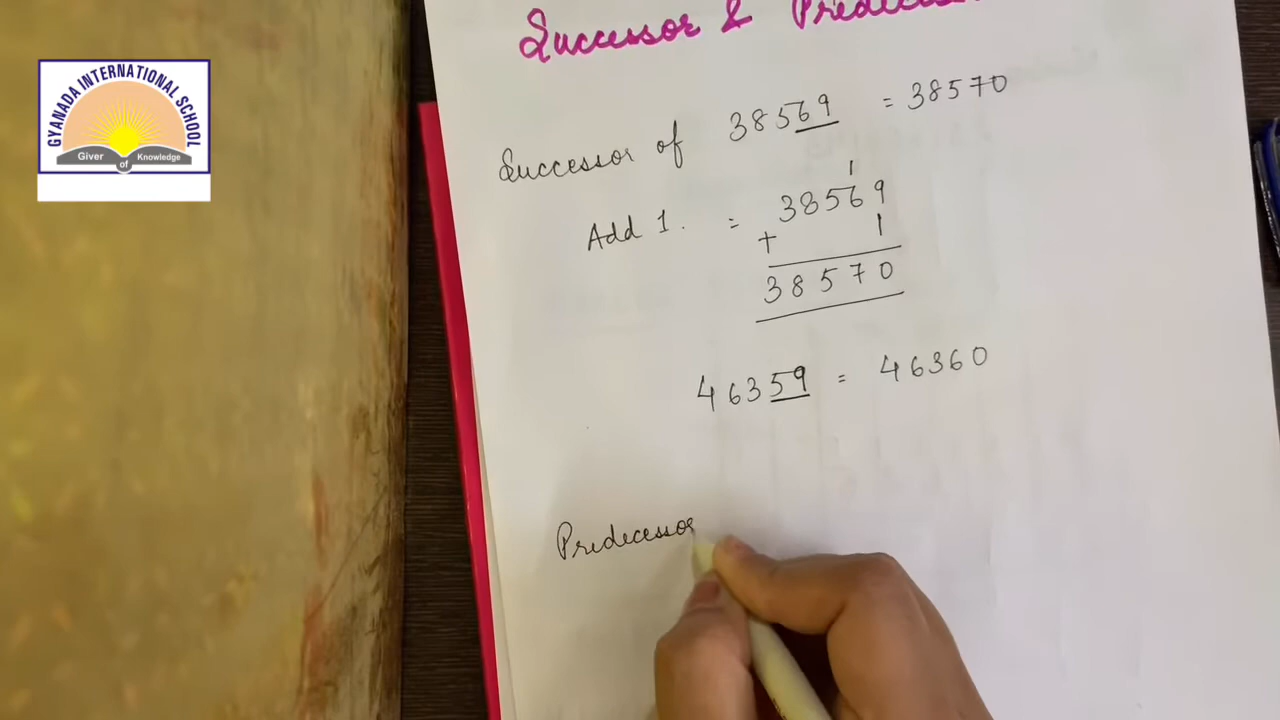 GYANADA INTERNATIONAL SCHOOL
Giver of Knowledge
Successor &
Successor of 38569 = 38570
1
Add 1. = 38569
+ 1
38570
46359 = 46360
Predecessor